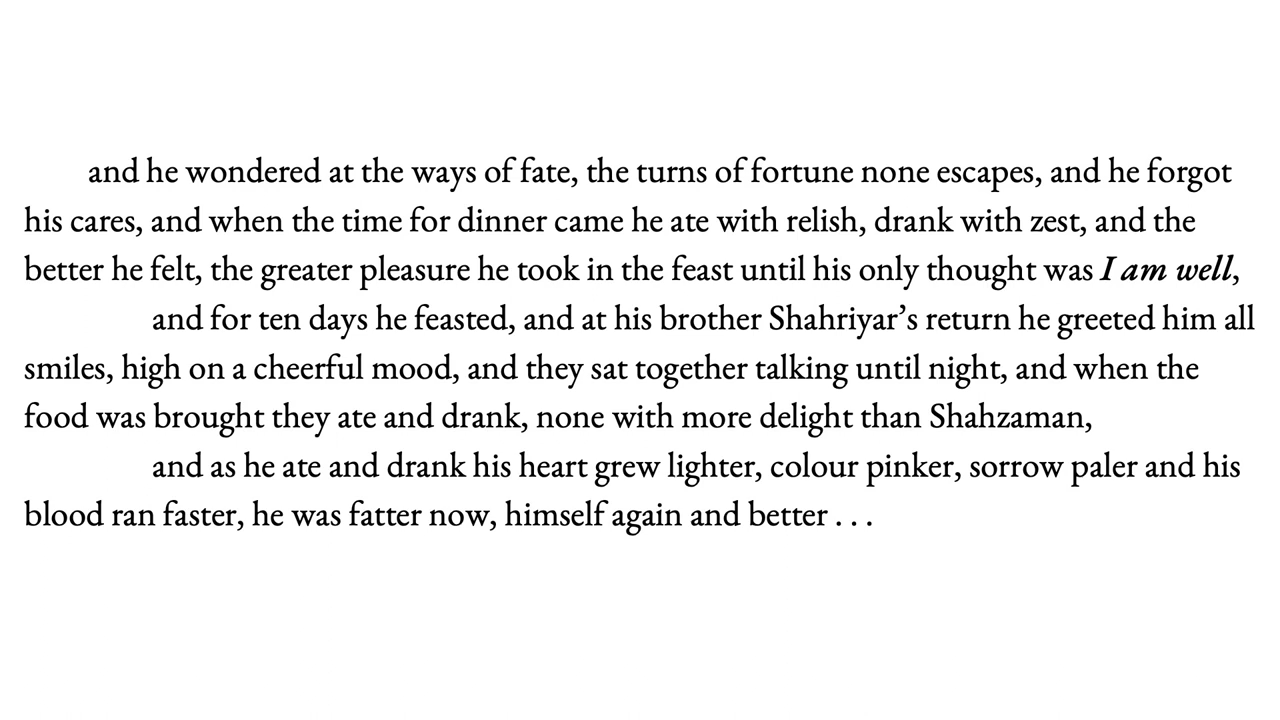 and he wondered at the ways of fate, the turns of fortune none escapes, and he forgot
his cares, and when the time for dinner came he ate with relish, drank with zest, and the
better he felt, the greater pleasure he took in the feast until his only thought was I am well,
and for ten days he feasted, and at his brother Shahriyar’s return he greeted him all
smiles, high on a cheerful mood, and they sat together talking until night, and when the
food was brought they ate and drank, none with more delight than Shahzaman,
and as he ate and drank his heart grew lighter, colour pinker, sorrow paler and his
blood ran faster, he was fatter now, himself again and better . . .